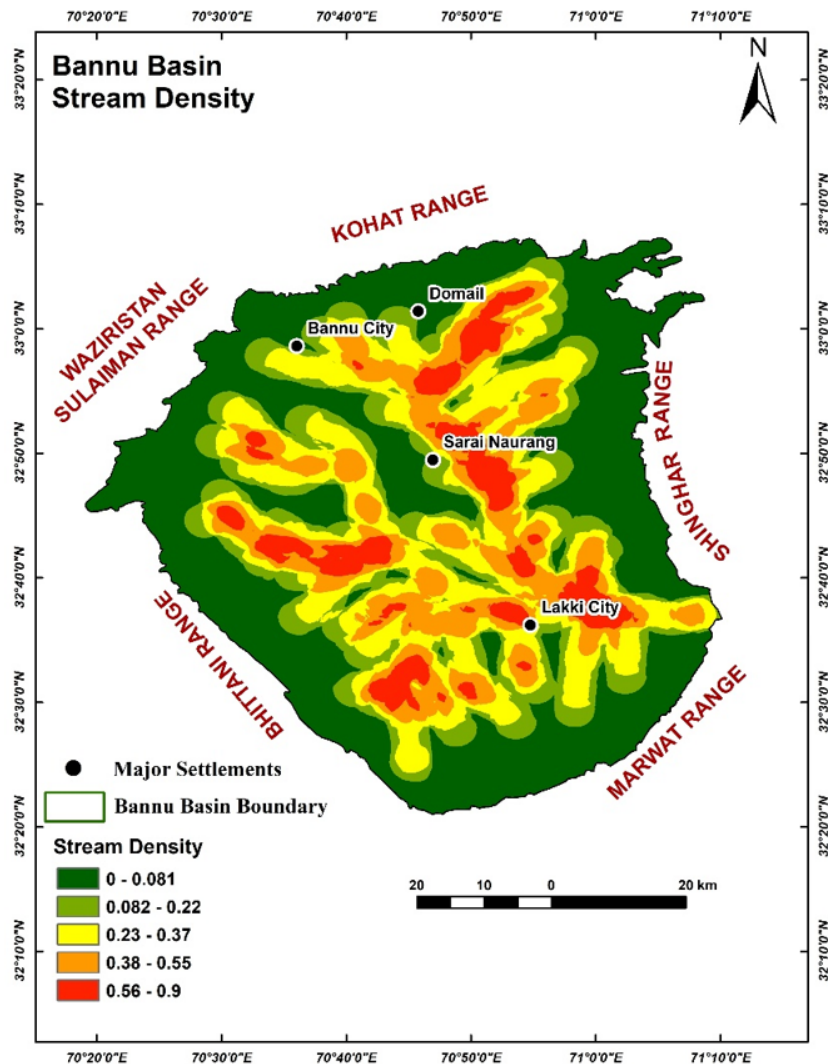 70°20'0"E 70°30'0"E 70°40'0"E 70°50'0"E 71°0'0"E 71°10'0"E
Bannu Basin
Stream Density
N
33°20'0"N 33°20'0"N
33°10'0"N 33°10'0"N
KOHAT RANGE
WAZIRISTAN
SULAIMAN RANGE
Domail
33°0'0"N 33°0'0"N
Bannu City
SHINGHAR RANGE
Sarai Naurang
32°50'0"N 32°50'0"N
32°40'0"N 32°40'0"N
Lakki City
BHITTANI RANGE
MARWAT RANGE
32°30'0"N 32°30'0"N
Major Settlements
Bannu Basin Boundary
32°20'0"N 32°20'0"N
Stream Density
0 - 0.081
0.082 - 0.22
0.23 - 0.37
0.38 - 0.55
0.56 - 0.9
20 10 0 20 km
32°10'0"N 32°10'0"N
70°20'0"E 70°30'0"E 70°40'0"E 70°50'0"E 71°0'0"E 71°10'0"E